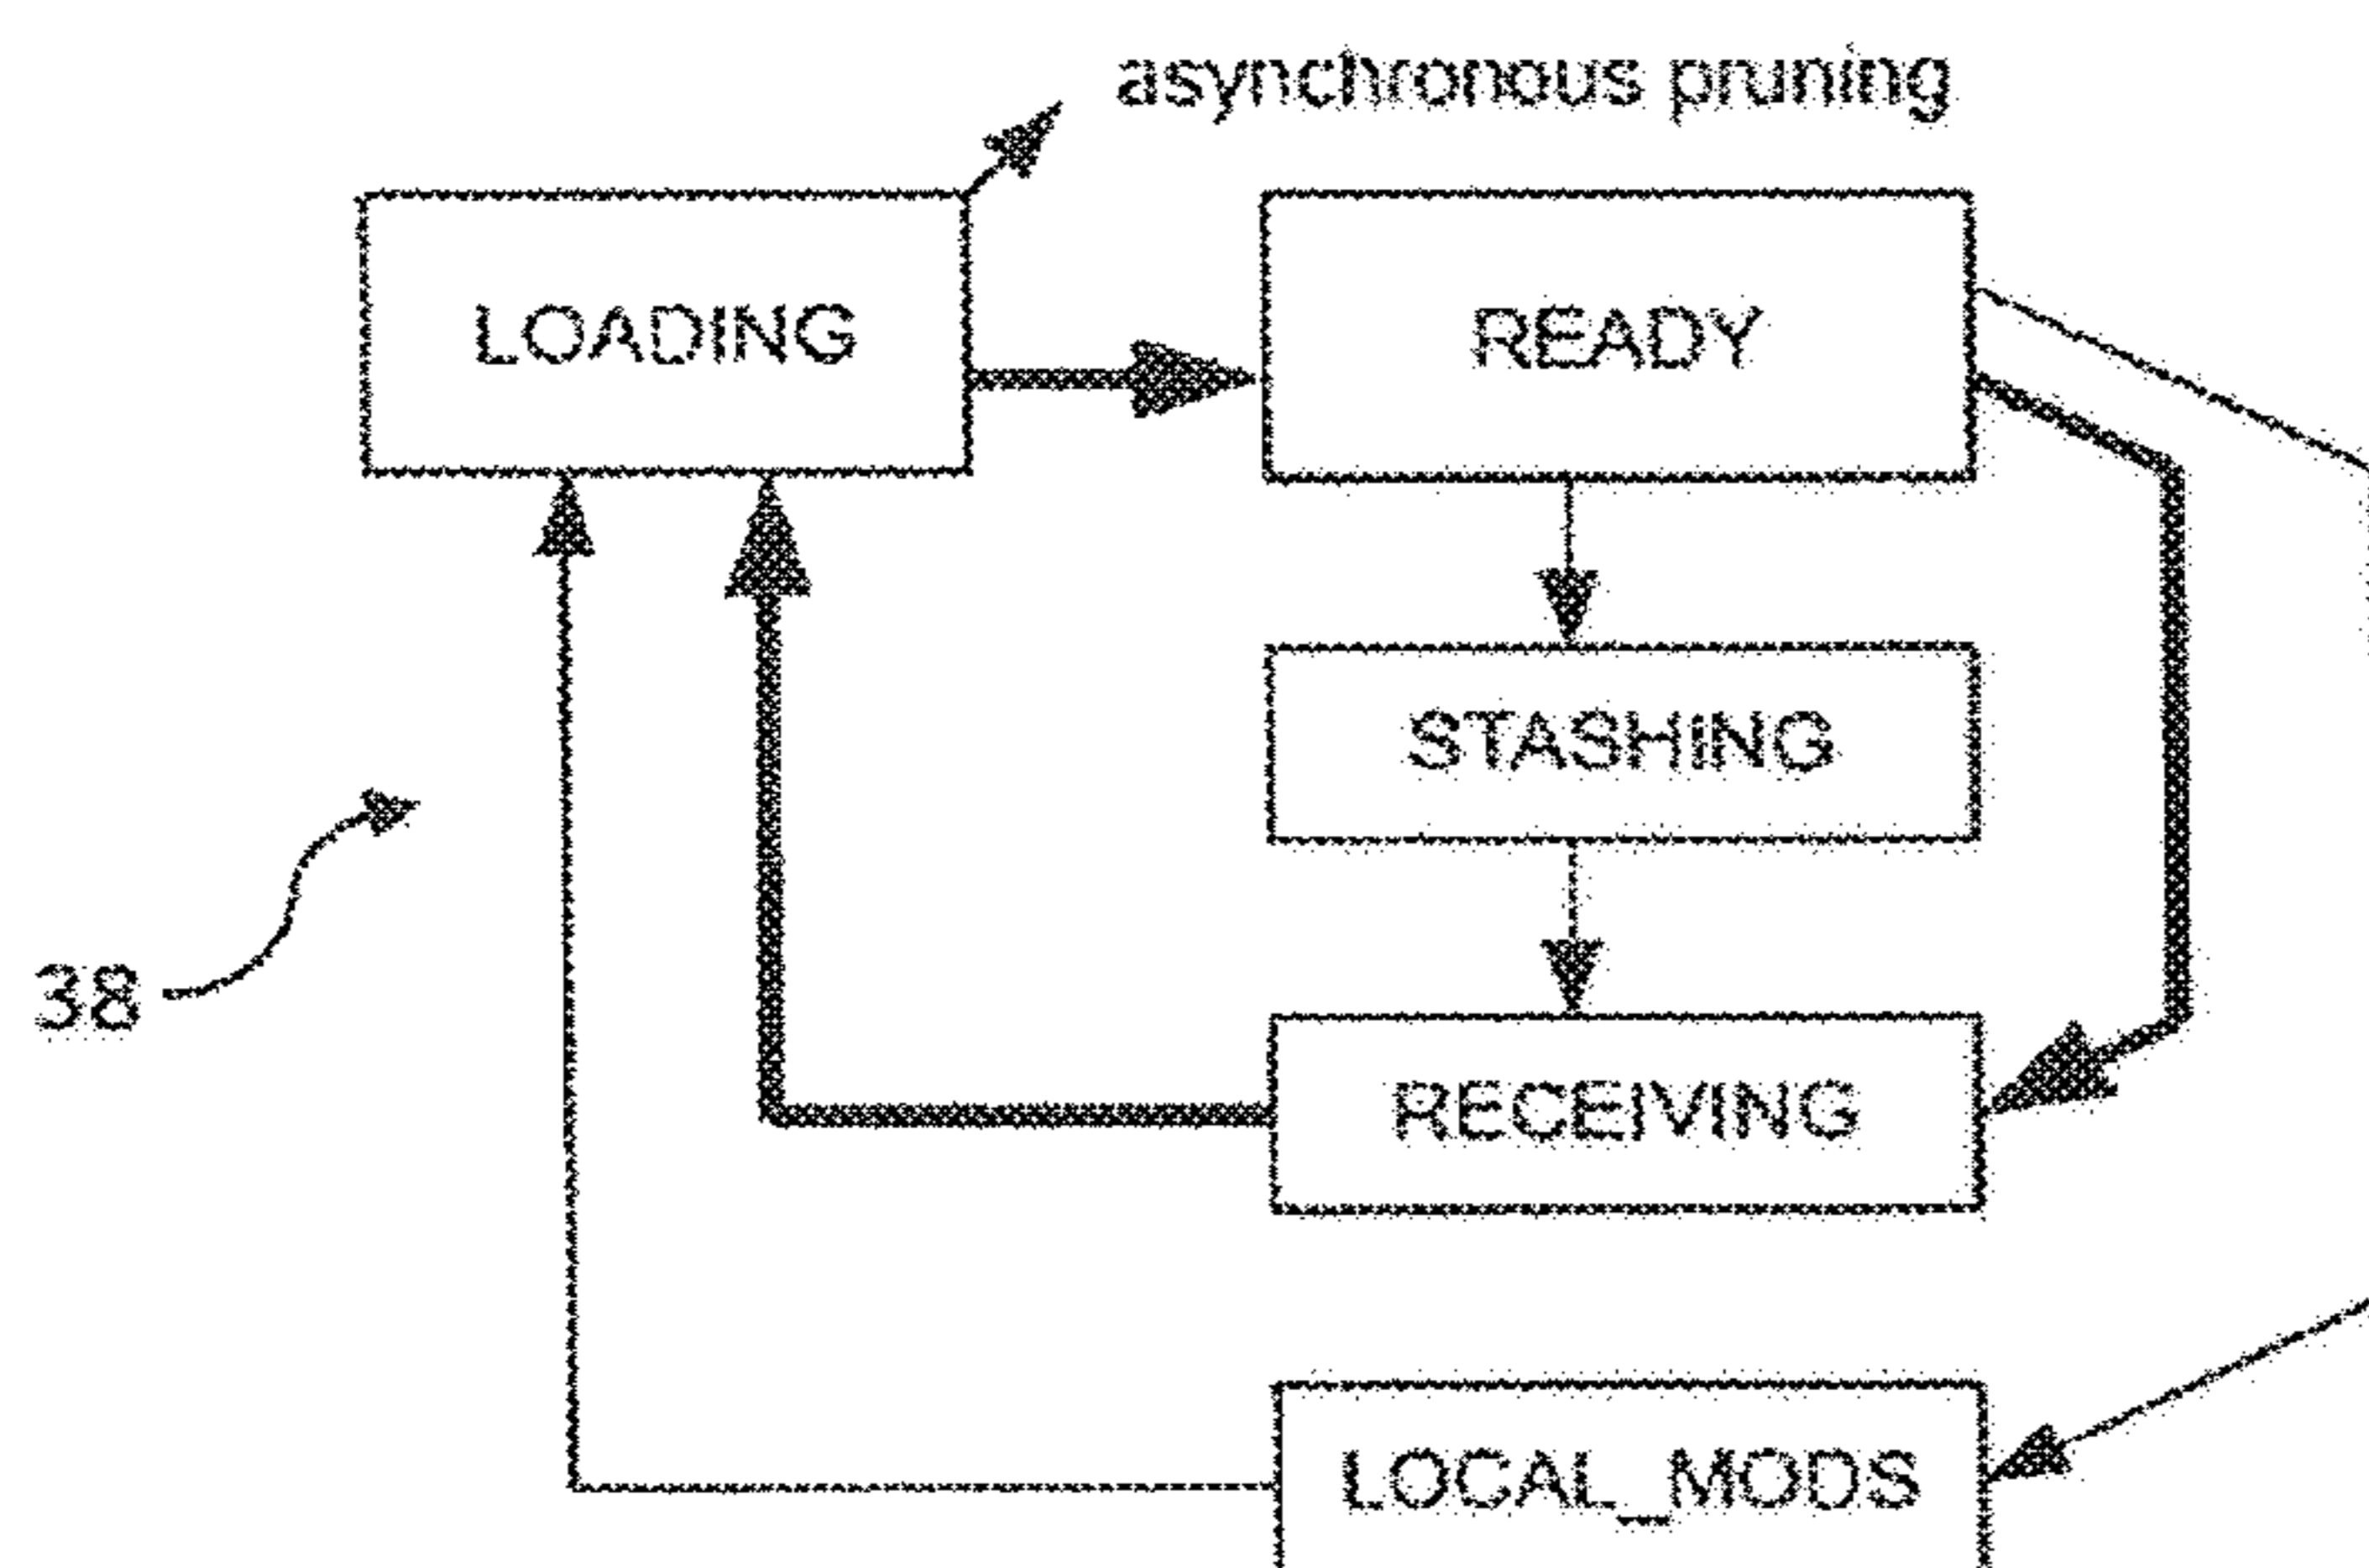 asynchronous pruning
LOADING
READY
STASHING
38
RECEIVING
LOCAL_MODS